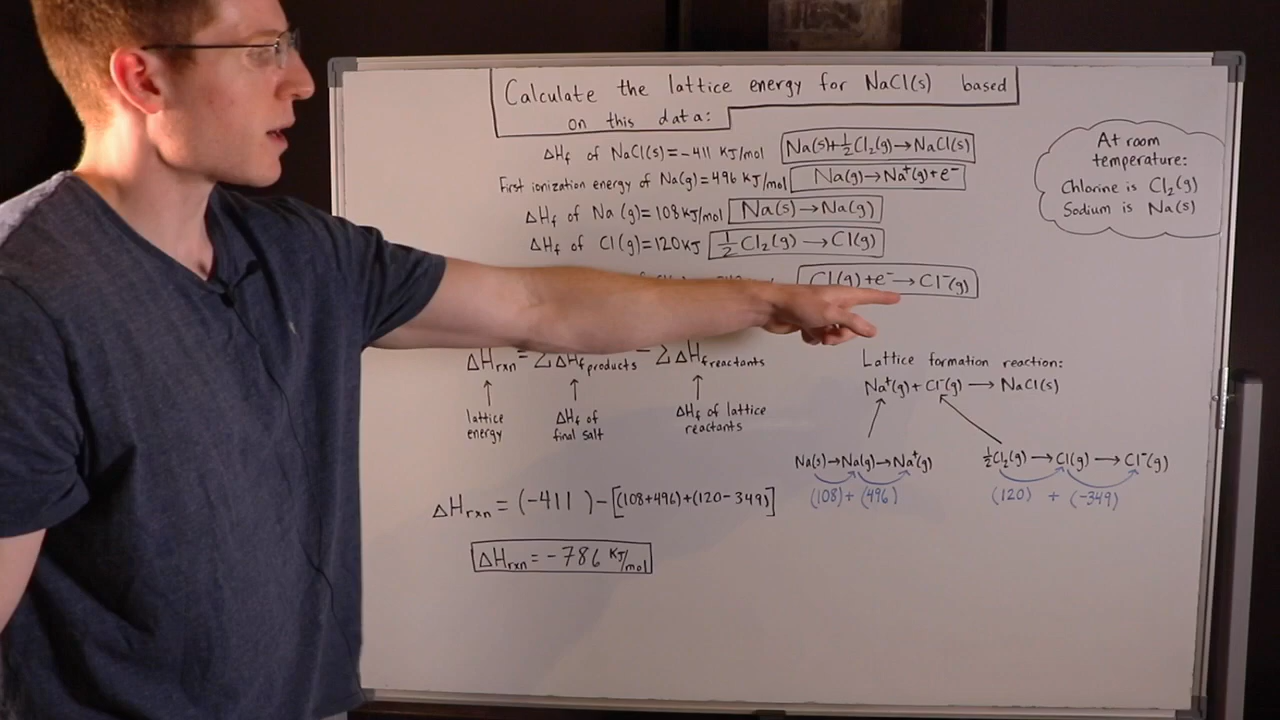 Calculate the lattice energy for NaCl(s) based
on this data:
ΔHf of NaCl(s)=-411 KJ/mol Na(s)+½Cl₂(g)→NaCl(s)
First ionization energy of Na(g)=496 KJ/mol Na(g)→Na⁺(g)+e⁻
ΔHf of Na(g)=108KJ/mol Na(s)→Na(g)
ΔHf of Cl(g)=120KJ ½Cl₂(g)→Cl(g)
Cl(g)+e⁻→Cl⁻(g)
At room
temperature:
Chlorine is Cl₂(g)
Sodium is Na(s)
ΔHrxn=ΣΔHf products-ΣΔHf reactants
↑ ↑ ↑
lattice
energy
ΔHf of
final salt
ΔHf of lattice
reactants
Lattice formation reaction:
Na⁺(g)+Cl⁻(g)→NaCl(s)
Na(s)→Na(g)→Na⁺(g)
(108)+(496)
½Cl₂(g)→Cl(g)→Cl⁻(g)
(120) + (-349)
ΔHrxn=(-411)-[(108+496)+(120-349)]
ΔHrxn=-786 KJ/mol